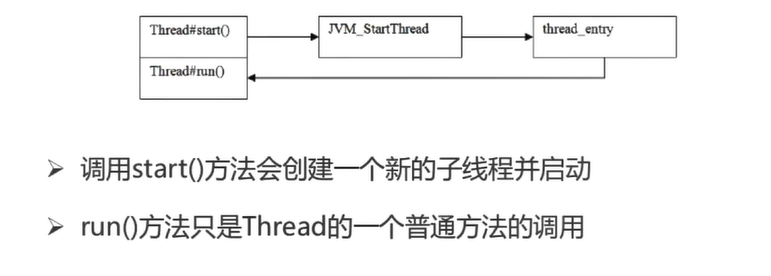 Thread#start()
JVM_StartThread
thread_entry
Thread#run()
调用start()方法会创建一个新的子线程并启动
run()方法只是Thread的一个普通方法的调用